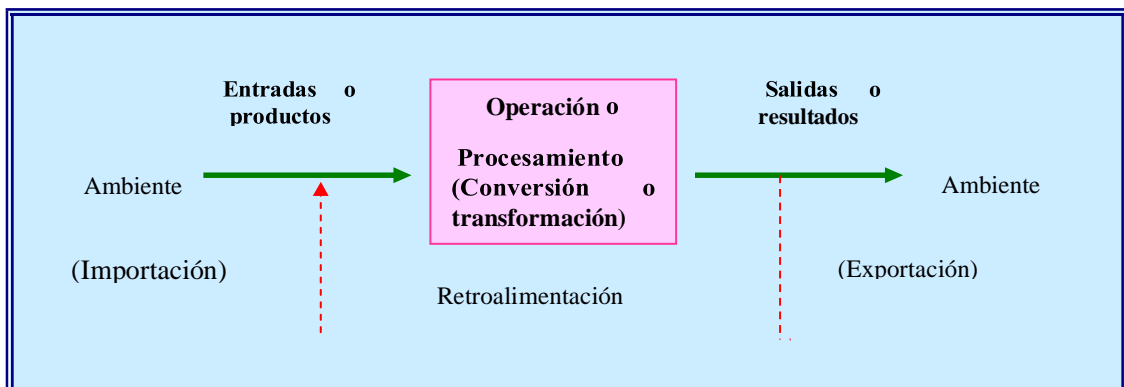 Entradas o
productos
Ambiente
(Importación)
Operación o
Procesamiento
(Conversión o
transformación)
Retroalimentación
Salidas o
resultados
Ambiente
(Exportación)